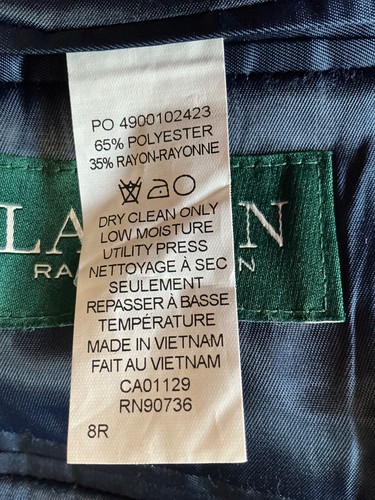 PO 4900102423
65% POLYESTER
35% RAYON-RAYONNE
DRY CLEAN ONLY
LOW MOISTURE
UTILITY PRESS
NETTOYAGE À SEC
SEULEMENT
REPASSER À BASSE
TEMPÉRATURE
MADE IN VIETNAM
FAIT AU VIETNAM
CA01129
RN90736
8R